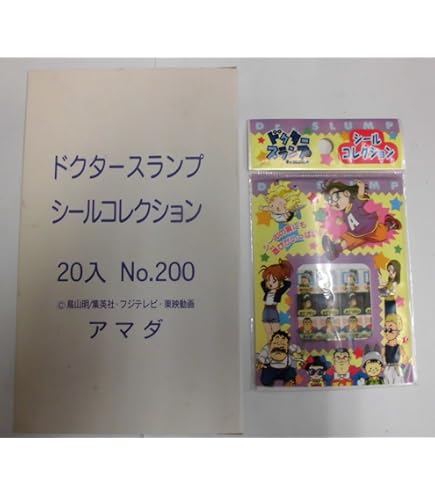 ドクタースランプ
シールコレクション
20入 No.200
©鳥山明/集英社・フジテレビ・東映動画
アマダ
Dr. SLUMP
ドクター
スランプ
シール
コレクション
Dr. SLUMP
A